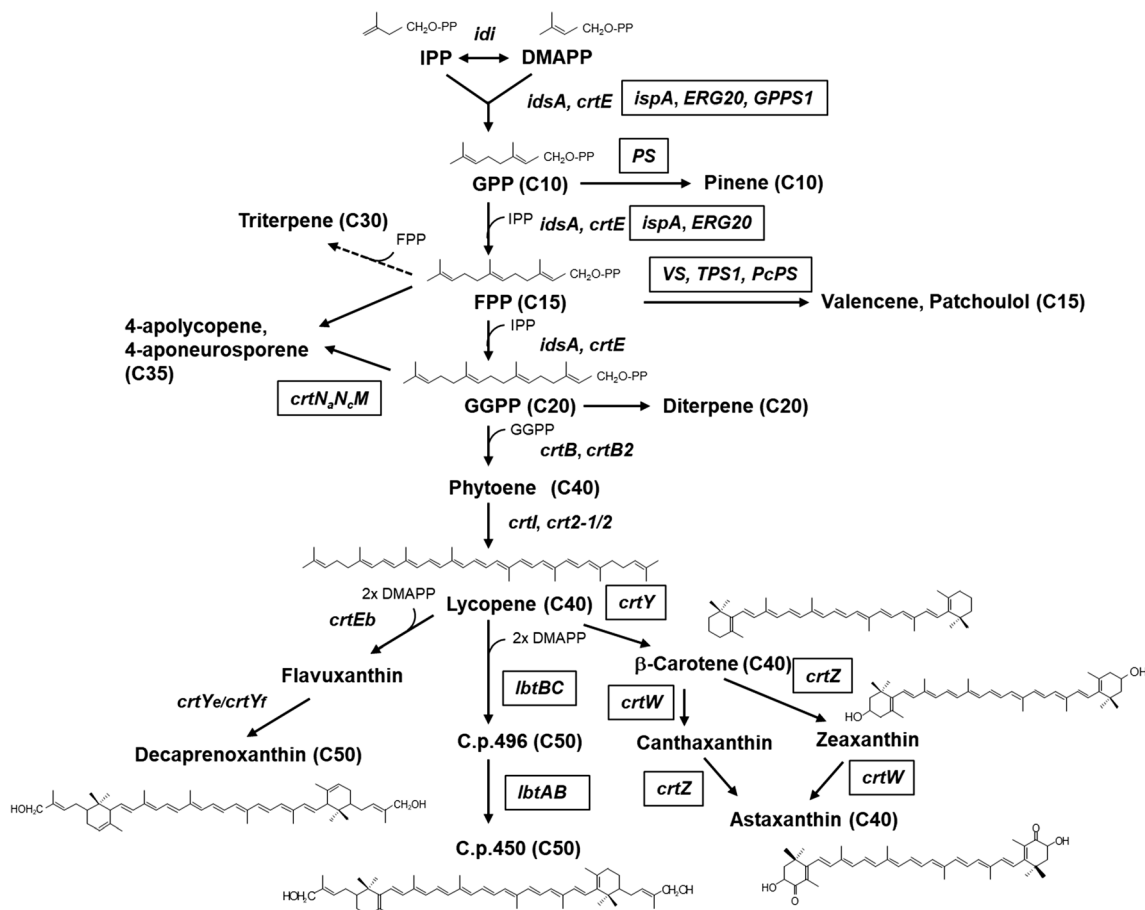 CH₂O-PP
CH₂O-PP
idi
IPP
DMAPP
idsA, crtE
ispA, ERG20, GPPS1
CH₂O-PP
PS
GPP (C10)
Pinene (C10)
Triterpene (C30)
IPP
idsA, crtE
ispA, ERG20
FPP
CH₂O-PP
VS, TPS1, PcPS
FPP (C15)
Valencene, Patchoulol (C15)
4-apolycopene,
4-aponeurosporene
(C35)
IPP
idsA, crtE
CH₂O-PP
crtNₐN꜀M
GGPP (C20)
Diterpene (C20)
GGPP
crtB, crtB2
Phytoene (C40)
crtI, crt2-1/2
2x DMAPP
Lycopene (C40)
crtY
crtEb
2x DMAPP
β-Carotene (C40)
crtZ
Flavuxanthin
lbtBC
crtW
OH
HO
crtYe/crtYf
C.p.496 (C50)
Canthaxanthin
Zeaxanthin
Decaprenoxanthin (C50)
lbtAB
crtZ
crtW
HOH₂C
CH₂OH
Astaxanthin (C40)
C.p.450 (C50)
O
OH
HOH₂C
CH₂OH
HO
O